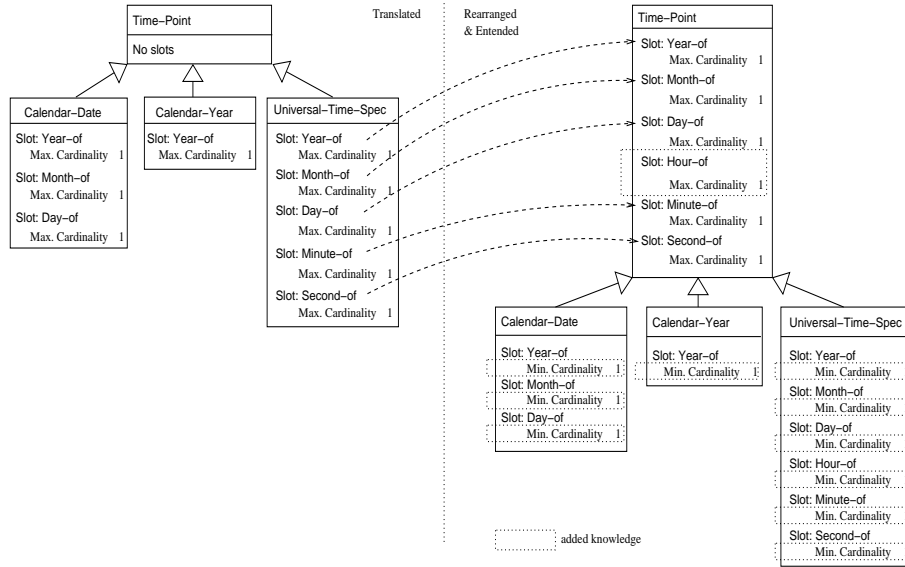 Translated
Time-Point
No slots
Calendar-Date
Slot: Year-of
Max. Cardinality 1
Slot: Month-of
Max. Cardinality 1
Slot: Day-of
Max. Cardinality 1
Calendar-Year
Slot: Year-of
Max. Cardinality 1
Universal-Time-Spec
Slot: Year-of
Max. Cardinality 1
Slot: Month-of
Max. Cardinality 1
Slot: Day-of
Max. Cardinality 1
Slot: Minute-of
Max. Cardinality 1
Slot: Second-of
Max. Cardinality 1
Rearranged
& Entended
Time-Point
Slot: Year-of
Max. Cardinality 1
Slot: Month-of
Max. Cardinality 1
Slot: Day-of
Max. Cardinality 1
Slot: Hour-of
Max. Cardinality 1
Slot: Minute-of
Max. Cardinality 1
Slot: Second-of
Max. Cardinality 1
Calendar-Date
Slot: Year-of
Min. Cardinality 1
Slot: Month-of
Min. Cardinality 1
Slot: Day-of
Min. Cardinality 1
Calendar-Year
Slot: Year-of
Min. Cardinality 1
Universal-Time-Spec
Slot: Year-of
Min. Cardinality
Slot: Month-of
Min. Cardinality
Slot: Day-of
Min. Cardinality
Slot: Hour-of
Min. Cardinality
Slot: Minute-of
Min. Cardinality
Slot: Second-of
Min. Cardinality
added knowledge